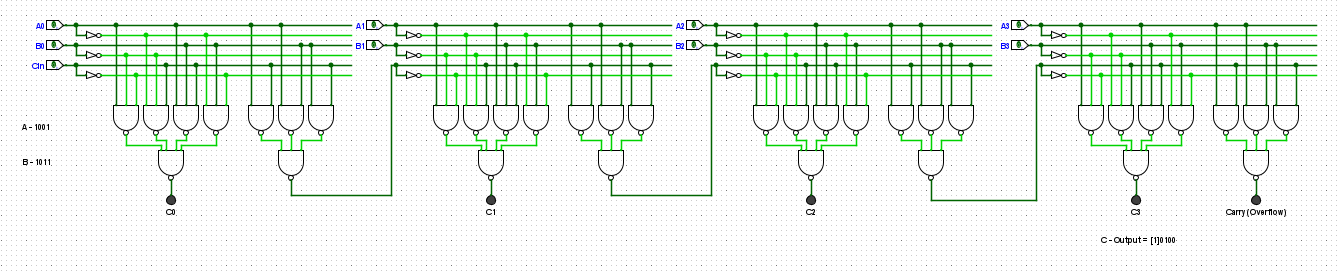 A0
B0
Cin
A1
B1
A2
B2
A3
B3
A - 1001
B - 1011
C0
C1
C2
C3
Carry (Overflow)
C - Output = [1]0100